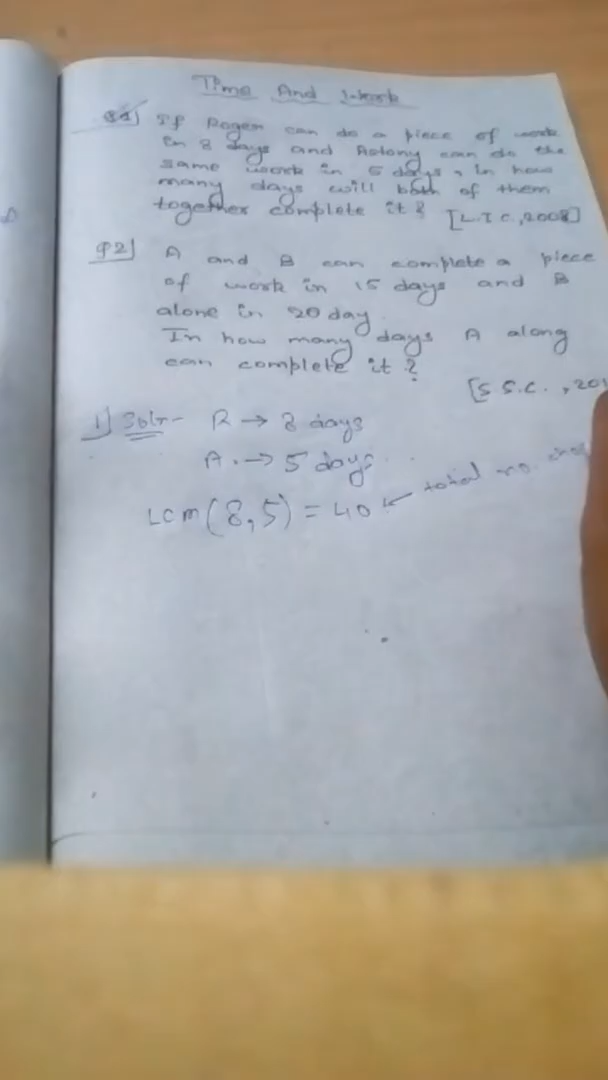 Time And Work
Q1] If Roger can do a piece of work
in 8 days and Antony can do the
same work in 5 days, In how
many days will both of them
together complete it? [L.I.C, 2008]
Q2] A and B can complete a piece
of work in 15 days and B
alone in 20 day.
In how many days A along
can complete it?
[S S.C., 201
1] Soln- R → 8 days
A → 5 days
LCM (8,5) = 40 ← total no.